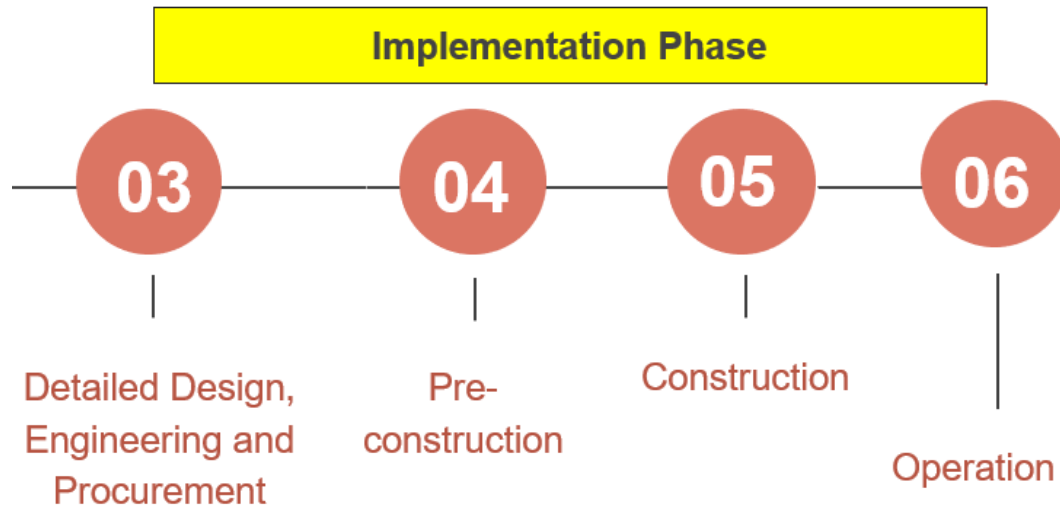 Implementation Phase
03
04
05
06
Detailed Design,
Engineering and
Procurement
Pre-
construction
Construction
Operation